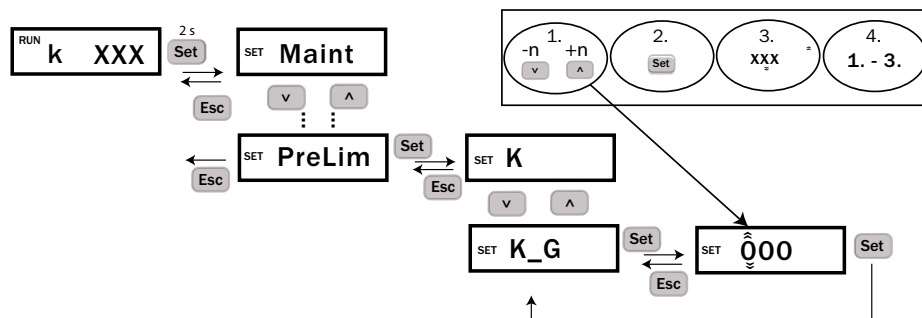 RUN k XXX
2 s
Set
Esc
SET Maint
1.
-n +n
2.
Set
3.
xxx
4.
1. - 3.
Esc
SET PreLim
Set
Esc
SET K
SET K_G
Set
Esc
SET 000
Set